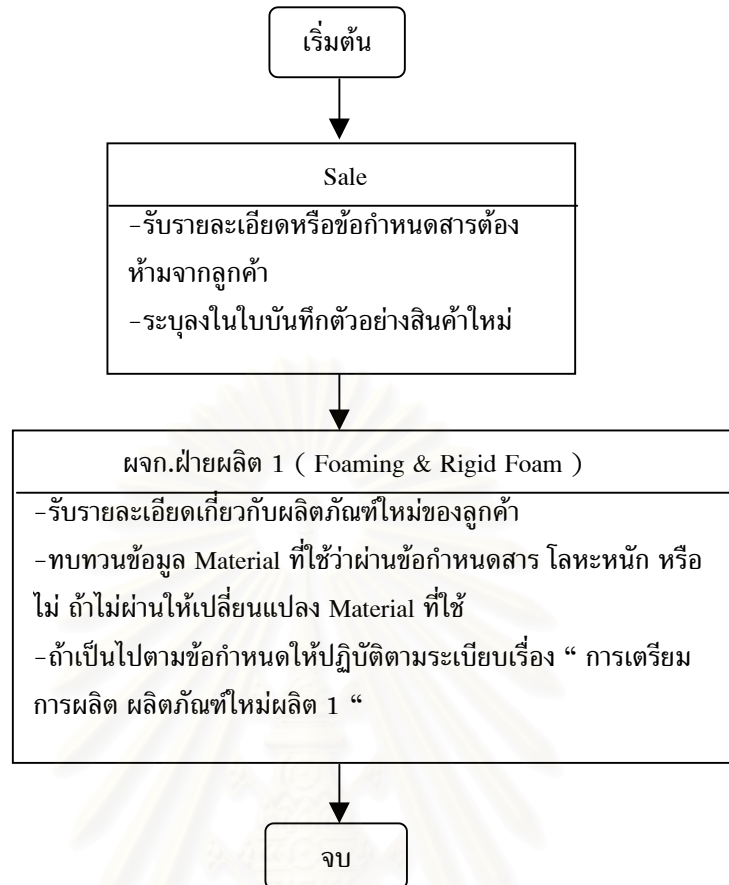 เริ่มต้น
Sale
-รับรายละเอียดหรือข้อกำหนดสารต้อง
ห้ามจากลูกค้า
-ระบุลงในใบบันทึกตัวอย่างสินค้าใหม่
ผจก.ฝ่ายผลิต 1 ( Foaming & Rigid Foam )
-รับรายละเอียดเกี่ยวกับผลิตภัณฑ์ใหม่ของลูกค้า
-ทบทวนข้อมูล Material ที่ใช้ว่าผ่านข้อกำหนดสาร โลหะหนัก หรือ
ไม่ ถ้าไม่ผ่านให้เปลี่ยนแปลง Material ที่ใช้
-ถ้าเป็นไปตามข้อกำหนดให้ปฏิบัติตามระเบียบเรื่อง “ การเตรียม
การผลิต ผลิตภัณฑ์ใหม่ผลิต 1 “
จบ